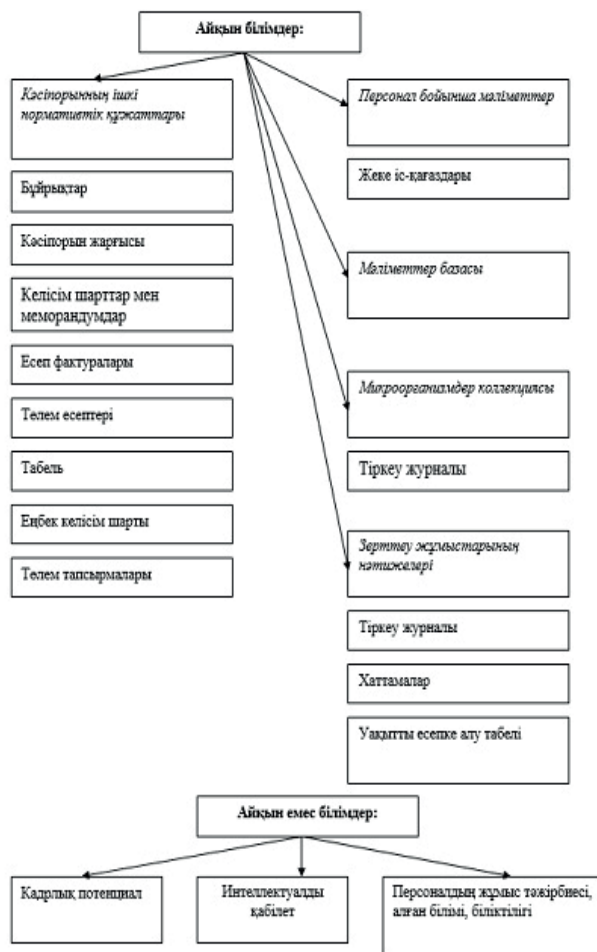 Айқын білімдер:
Кәсіпорынның ішкі
нормативтік құжаттары
Бұйрықтар
Кәсіпорын жарғысы
Келісім шарттар мен
меморандумдар
Есеп фактуралары
Төлем есептері
Табель
Еңбек келісім шарты
Төлем тапсырмалары
Персонал бойынша мәліметтер
Жеке іс-қағаздары
Мәліметтер базасы
Микроорганизмдер коллекциясы
Тіркеу журналы
Зерттеу жұмыстарының
нәтижелері
Тіркеу журналы
Хаттамалар
Уақытты есепке алу табелі
Айқын емес білімдер:
Кадрлық потенциал
Интеллектуалды
қабілет
Персоналдың жұмыс тәжірбиесі,
алған білімі, біліктілігі